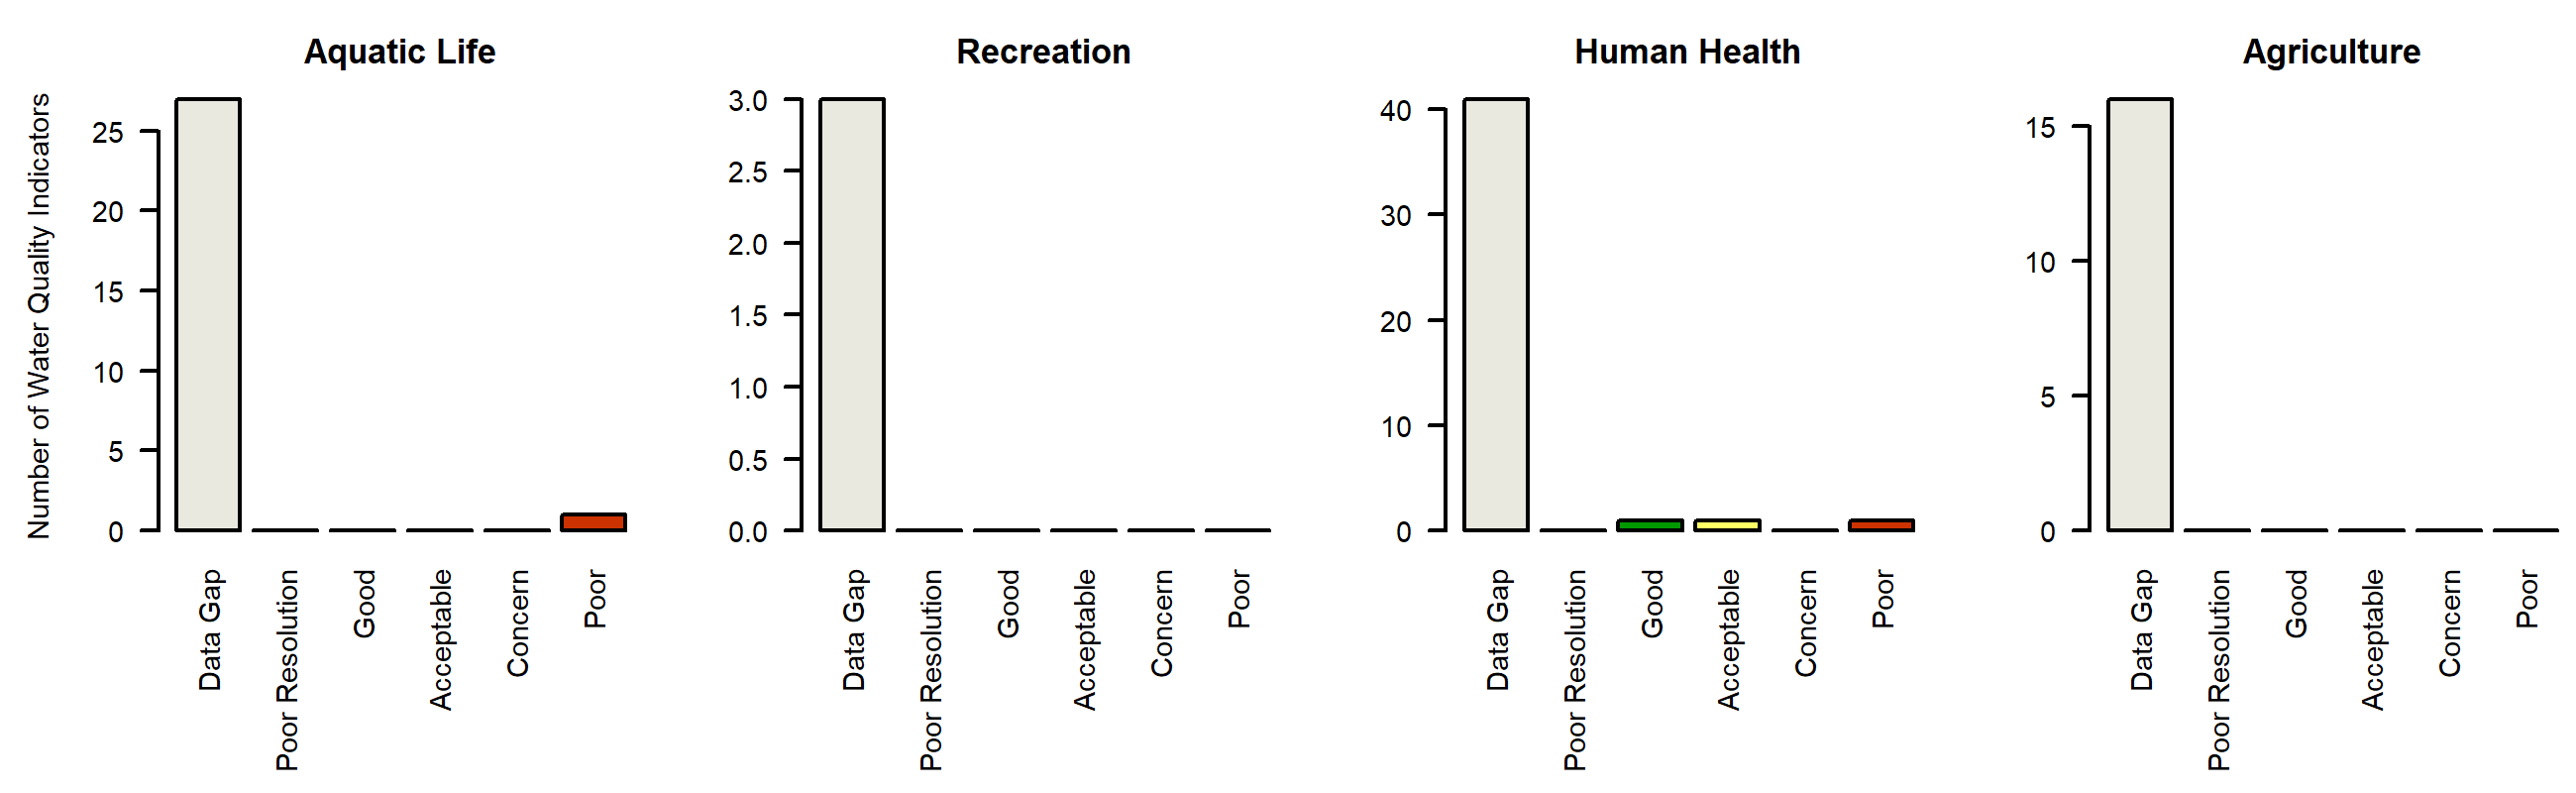 Aquatic Life
Number of Water Quality Indicators
25
20
15
10
5
0
Data Gap
Poor Resolution
Good
Acceptable
Concern
Poor
Recreation
3.0
2.5
2.0
1.5
1.0
0.5
0.0
Data Gap
Poor Resolution
Good
Acceptable
Concern
Poor
Human Health
40
30
20
10
0
Data Gap
Poor Resolution
Good
Acceptable
Concern
Poor
Agriculture
15
10
5
0
Data Gap
Poor Resolution
Good
Acceptable
Concern
Poor